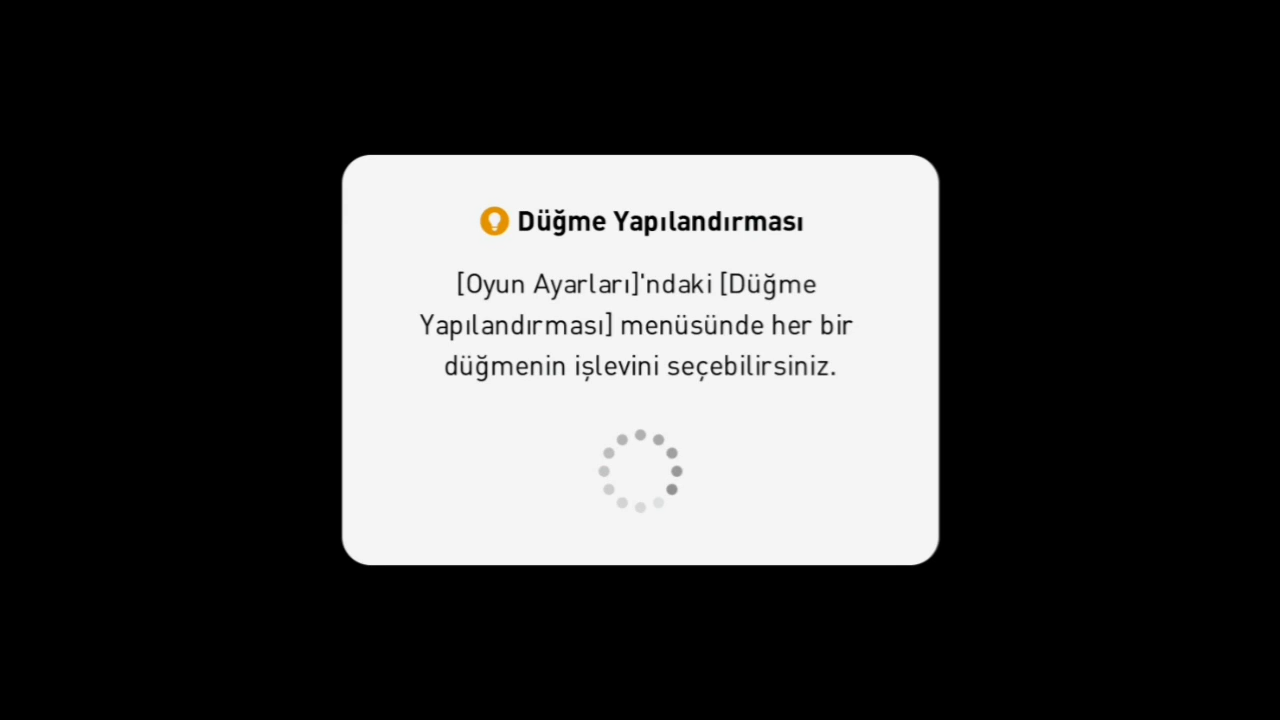 Düğme Yapılandırması
[Oyun Ayarları]'ndaki [Düğme
Yapılandırması] menüsünde her bir
düğmenin işlevini seçebilirsiniz.